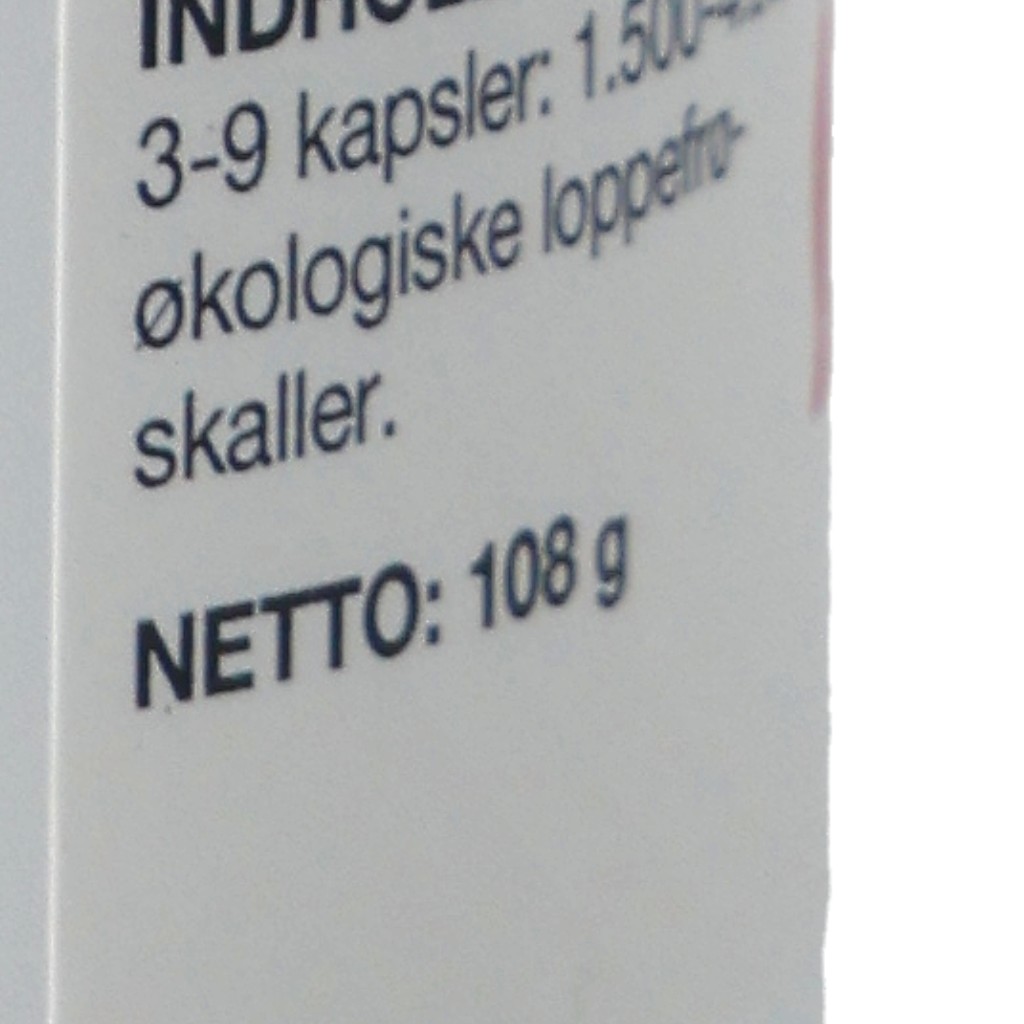 3-9 kapsler:
økologiske loppefrø-
skaller.
NETTO: 108 g